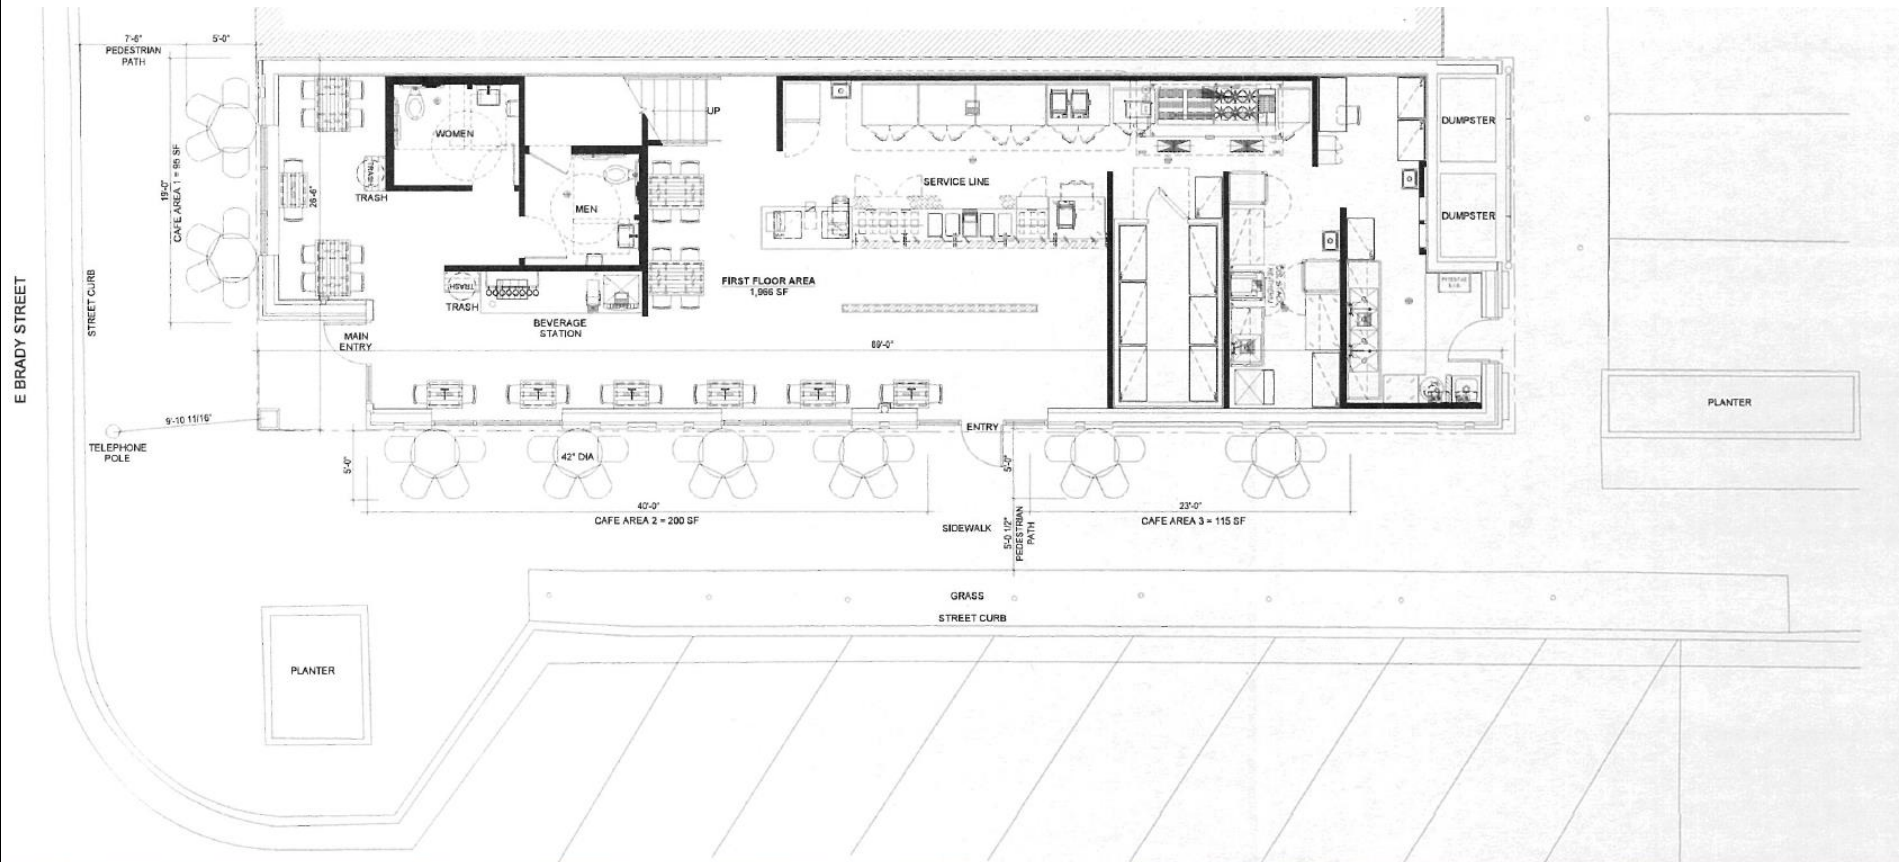 7'-6"
PEDESTRIAN
PATH
5'-0"
19'-0"
CAFE AREA 1 = 95 SF
26'-6"
WOMEN
TRASH
MEN
UP
SERVICE LINE
DUMPSTER
DUMPSTER
FIRST FLOOR AREA
1,966 SF
TRASH
TRASH
TRASH
BEVERAGE
STATION
MAIN
ENTRY
69'-0"
E BRADY STREET
STREET CURB
9'-10 11/16"
TELEPHONE
POLE
PLANTER
ENTRY
5'-0"
42" DIA
5'-0"
40'-0"
CAFE AREA 2 = 200 SF
23'-0"
CAFE AREA 3 = 115 SF
SIDEWALK
5'-0 1/2"
PEDESTRIAN
PATH
GRASS
STREET CURB
PLANTER